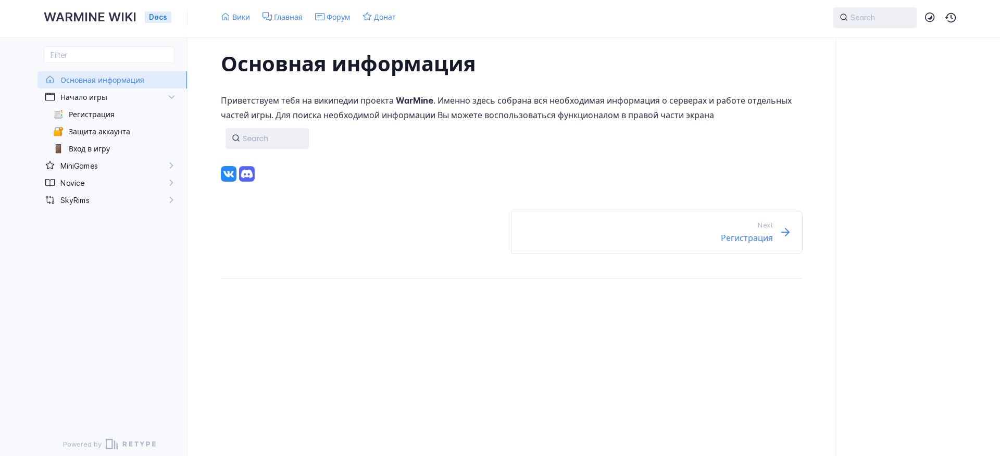 WARMINE WIKI Docs
Вики Главная Форум Донат
Search
Filter
Основная информация
Начало игры
Регистрация
Защита аккаунта
Вход в игру
MiniGames
Novice
SkyRims
Powered by RETYPE
Основная информация
Приветствуем тебя на википедии проекта WarMine. Именно здесь собрана вся необходимая информация о серверах и работе отдельных
частей игры. Для поиска необходимой информации Вы можете воспользоваться функционалом в правой части экрана
Search
Next
Регистрация